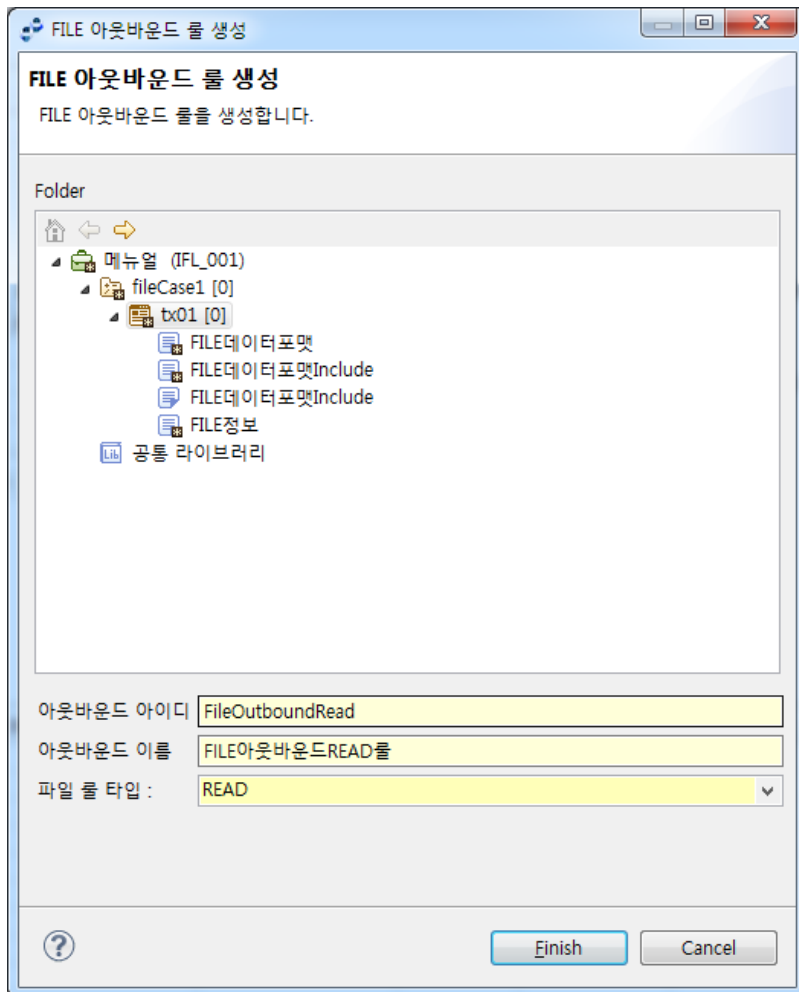 FILE 아웃바운드 룰 생성
FILE 아웃바운드 룰 생성
FILE 아웃바운드 룰을 생성합니다.
Folder
메뉴얼 (IFL_001)
fileCase1 [0]
tx01 [0]
FILE데이터포맷
FILE데이터포맷Include
FILE데이터포맷Include
FILE정보
Lib 공통 라이브러리
아웃바운드 아이디 FileOutboundRead
아웃바운드 이름 FILE아웃바운드READ룰
파일 룰 타입 : READ
? Finish Cancel